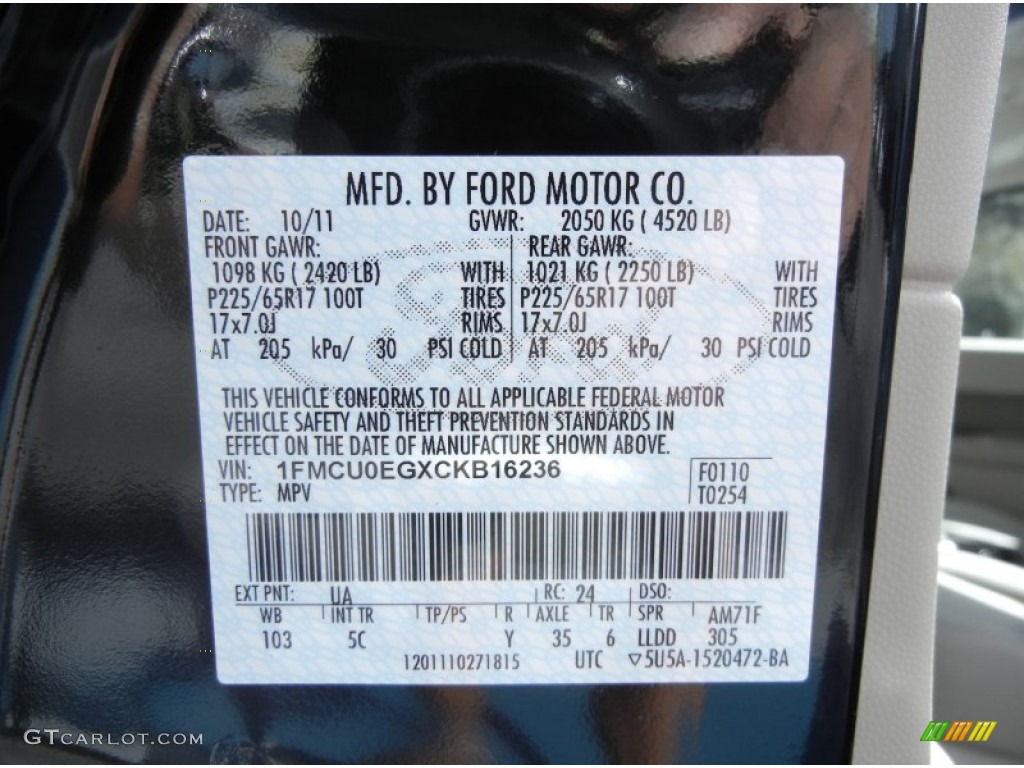 MFD. BY FORD MOTOR CO.
DATE: 10/11 GVWR: 2050 KG ( 4520 LB)
FRONT GAWR: REAR GAWR:
1098 KG ( 2420 LB) WITH 1021 KG ( 2250 LB) WITH
P225/65R17 100T TIRES P225/65R17 100T TIRES
17x7.0J RIMS 17x7.0J RIMS
AT 205 kPa/ 30 PSI COLD AT 205 kPa/ 30 PSI COLD
THIS VEHICLE CONFORMS TO ALL APPLICABLE FEDERAL MOTOR
VEHICLE SAFETY AND THEFT PREVENTION STANDARDS IN
EFFECT ON THE DATE OF MANUFACTURE SHOWN ABOVE.
VIN: 1FMCU0EGXCKB16236 F0110
TYPE: MPV T0254
EXT PNT: UA RC: 24 DSO:
WB INT TR TP/PS R AXLE TR SPR AM71F
103 5C Y 35 6 LLDD 305
1201110271815 UTC ▽5U5A-1520472-BA
GTCARLOT.COM